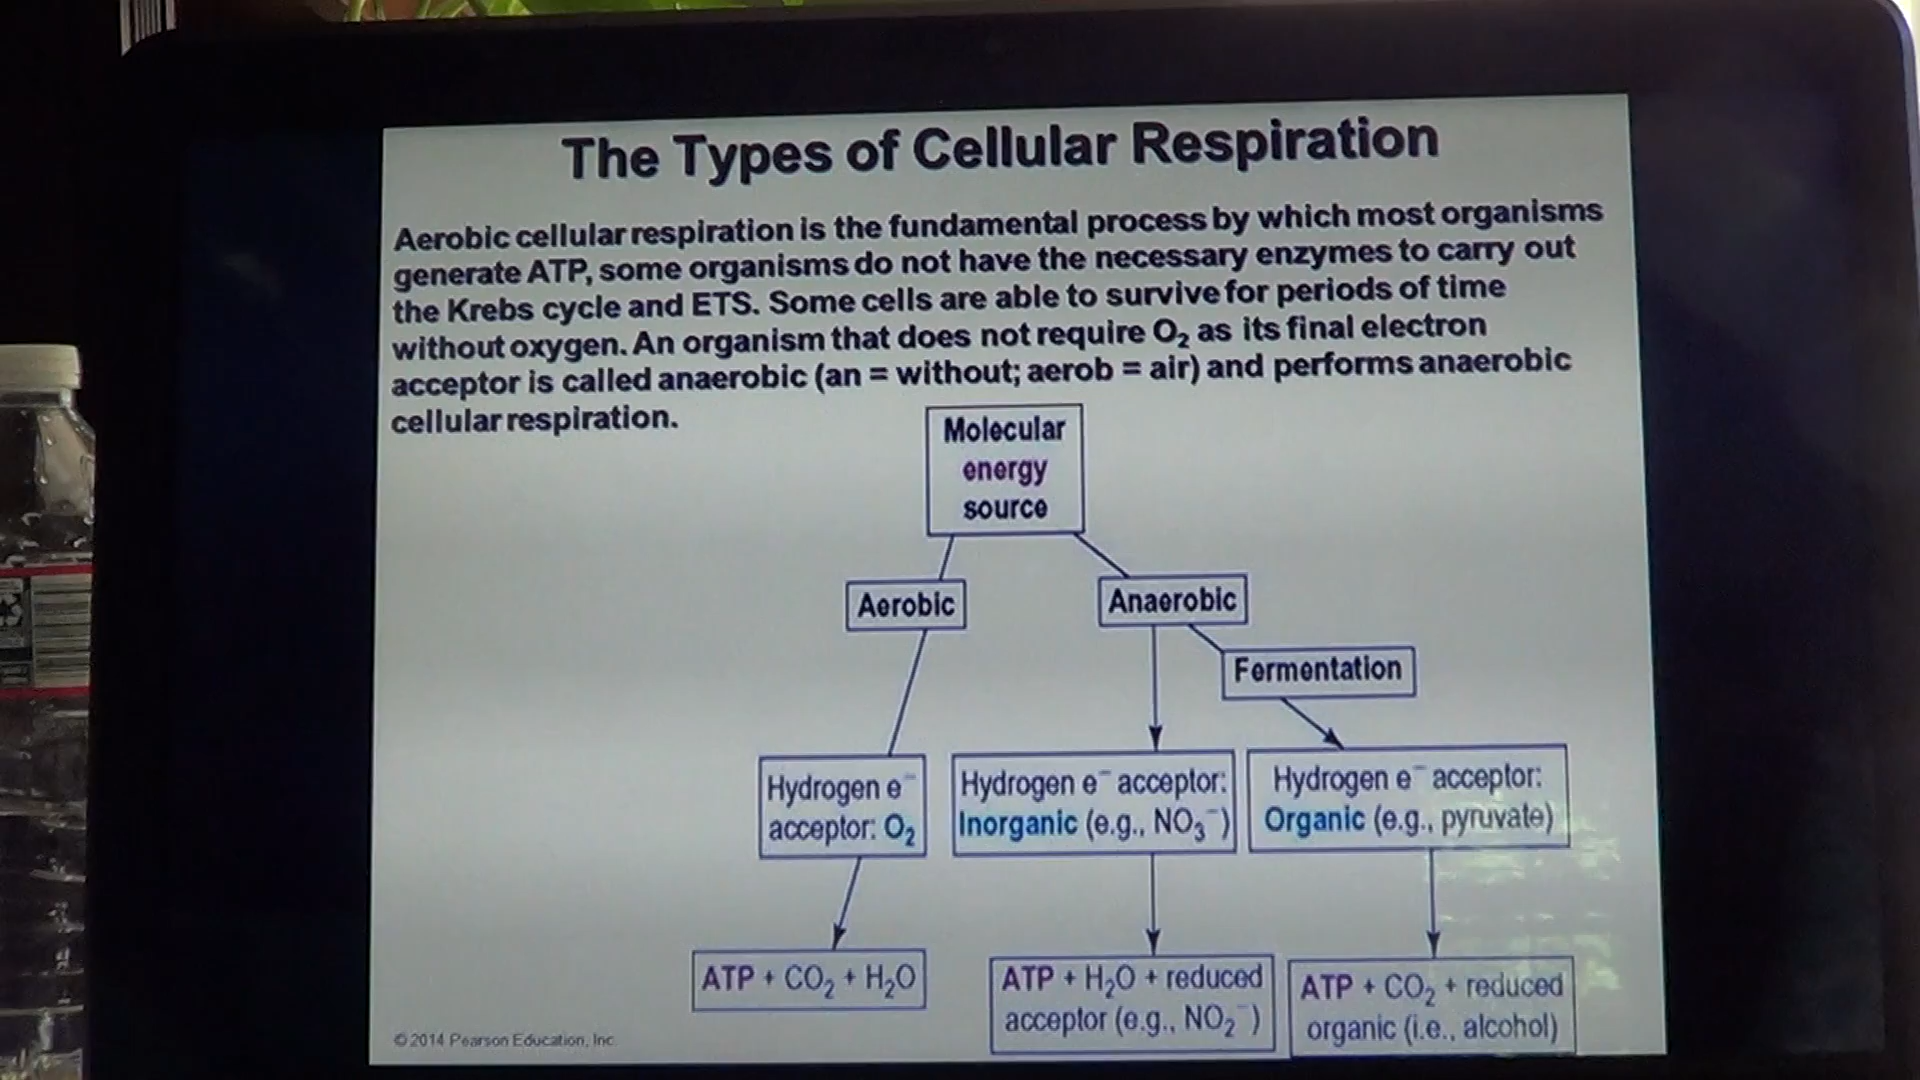 The Types of Cellular Respiration
Aerobic cellular respiration is the fundamental process by which most organisms
generate ATP, some organisms do not have the necessary enzymes to carry out
the Krebs cycle and ETS. Some cells are able to survive for periods of time
without oxygen. An organism that does not require O₂ as its final electron
acceptor is called anaerobic (an = without; aerob = air) and performs anaerobic
cellular respiration.
Molecular
energy
source
Aerobic
Anaerobic
Fermentation
Hydrogen e⁻
acceptor: O₂
Hydrogen e⁻ acceptor:
Inorganic (e.g., NO₃⁻)
Hydrogen e⁻ acceptor:
Organic (e.g., pyruvate)
ATP + CO₂ + H₂O
ATP + H₂O + reduced
acceptor (e.g., NO₂⁻)
ATP + CO₂ + reduced
organic (i.e., alcohol)
© 2014 Pearson Education, Inc.